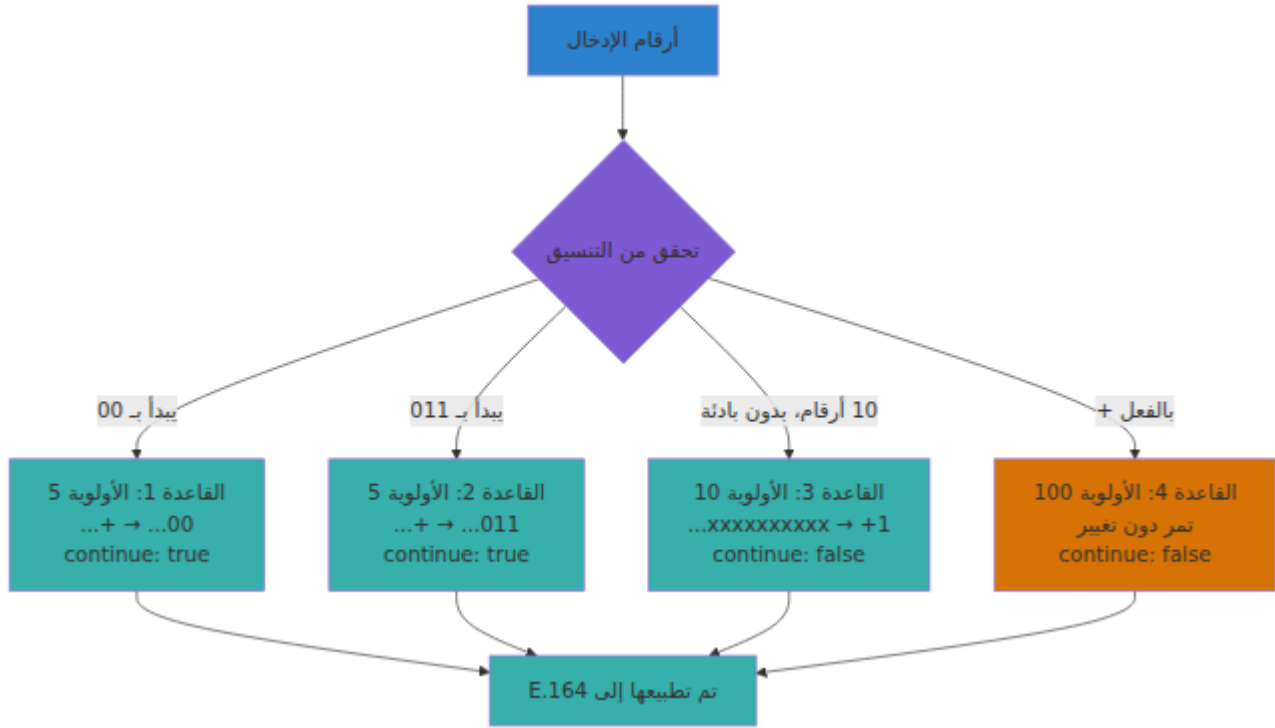 أرقام الإدخال
تحقق من التنسيق
يبدأ بـ 00
يبدأ بـ 011
10 أرقام، بدون بادئة
بالفعل +
القاعدة 1: الأولوية 5
00... → +...
continue: true
القاعدة 2: الأولوية 5
011... → +...
continue: true
القاعدة 3: الأولوية 10
xxxxxxxxxx → +1...
continue: false
القاعدة 4: الأولوية 100
تمر دون تغيير
continue: false
تم تطبيعها إلى E.164